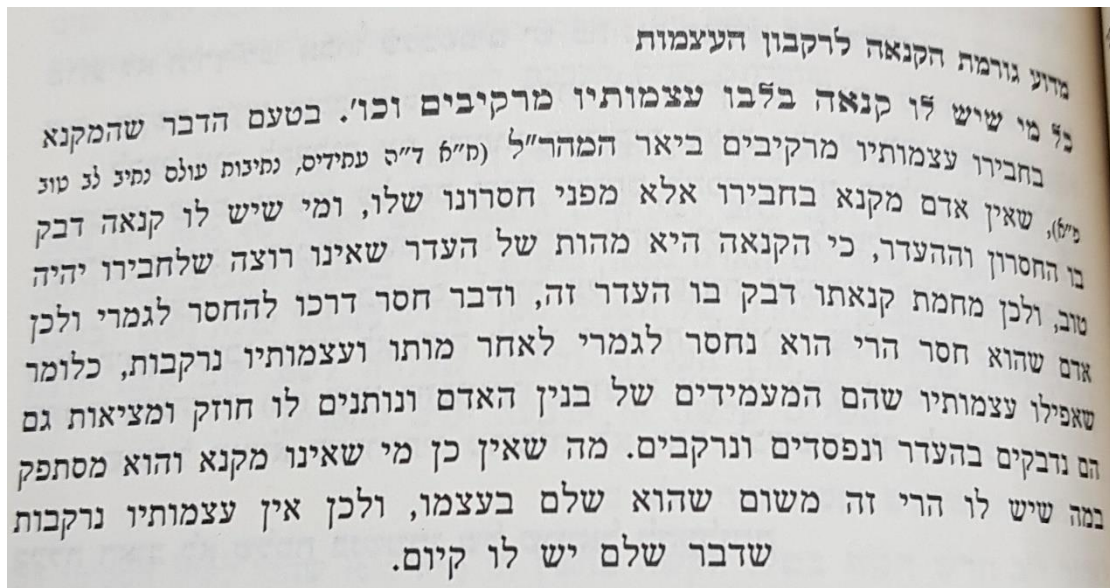 מדוע גורמת הקנאה לרקבון העיצמות
כל מי שיש לו קנאה בלבו עצמותיו מרקיבים וכו'. בטעם הדבר שהמקנא
בחבירו עצמותיו מרקיבים ביאר המהר"ל (ח"א ד"ה עתידים, נתיבות עולם נתיב לב טוב
פ"א), שאין אדם מקנא בחבירו אלא מפני חסרונו שלו, ומי שיש לו קנאה דבק
בו החסרון וההעדר, כי הקנאה היא מהות של העדר שאינו רוצה שלחבירו יהיה
טוב, ולכן מחמת קנאתו דבק בו העדר זה, ודבר חסר דרכו להחסר לגמרי ולכן
אדם שהוא חסר הרי הוא נחסר לגמרי לאחר מותו ועצמותיו נרקבות, כלומר
שאפילו עצמותיו שהם המעמידים של בנין האדם ונותנים לו חוזק ומציאות גם
הם נדבקים בהעדר ונפסדים ונרקבים. מה שאין כן מי שאינו מקנא והוא מסתפק
במה שיש לו הרי זה משום שהוא שלם בעצמו, ולכן אין עצמותיו נרקבות
שדבר שלם יש לו קיום.